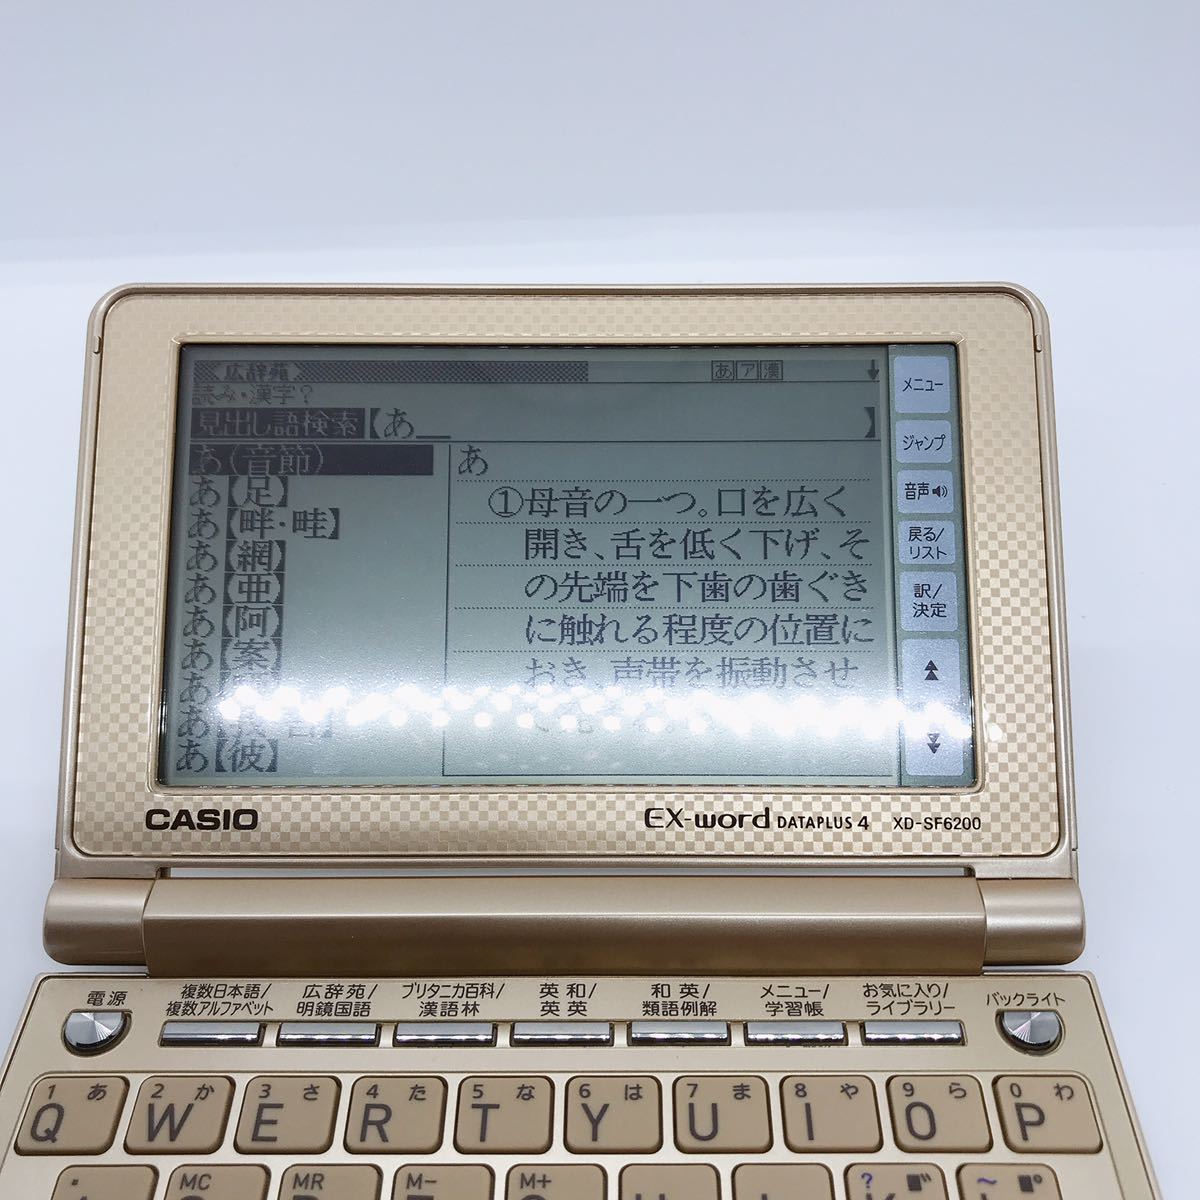 広辞苑
あ ア 漢
読み・漢字?
見出し語検索【あ__】
あ(音節)
あ【足】
あ【畔・畦】
あ【網】
あ【亜】
あ【阿】
あ【案】
あ
あ
あ【彼】
あ
①母音の一つ。口を広く
開き、舌を低く下げ、そ
の先端を下歯の歯ぐき
に触れる程度の位置に
おき、声帯を振動させ
メニュー
ジャンプ
音声
戻る/
リスト
訳/
決定
CASIO
EX-word DATAPLUS 4 XD-SF6200
電源
複数日本語/
複数アルファベット
広辞苑/
明鏡国語
ブリタニカ百科/
漢語林
英和/
英英
和英/
類語例解
メニュー/
学習帳
お気に入り/
ライブラリー
バックライト
1 あ Q
2 か W
3 さ E
4 た R
5 な T
6 は Y
7 ま U
8 や I
9 ら O
0 わ P
MC
MR
M-
M+
?
~